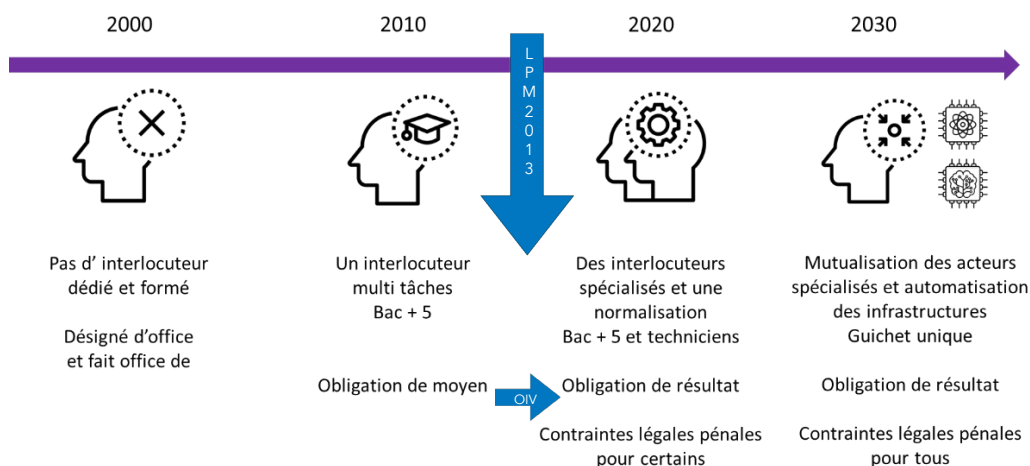 2000
2010
2020
2030
L
P
M
2
0
1
3
Pas d' interlocuteur
dédié et formé
Désigné d'office
et fait office de
Un interlocuteur
multi tâches
Bac + 5
Obligation de moyen
OIV
Des interlocuteurs
spécialisés et une
normalisation
Bac + 5 et techniciens
Obligation de résultat
Contraintes légales pénales
pour certains
Mutualisation des acteurs
spécialisés et automatisation
des infrastructures
Guichet unique
Obligation de résultat
Contraintes légales pénales
pour tous